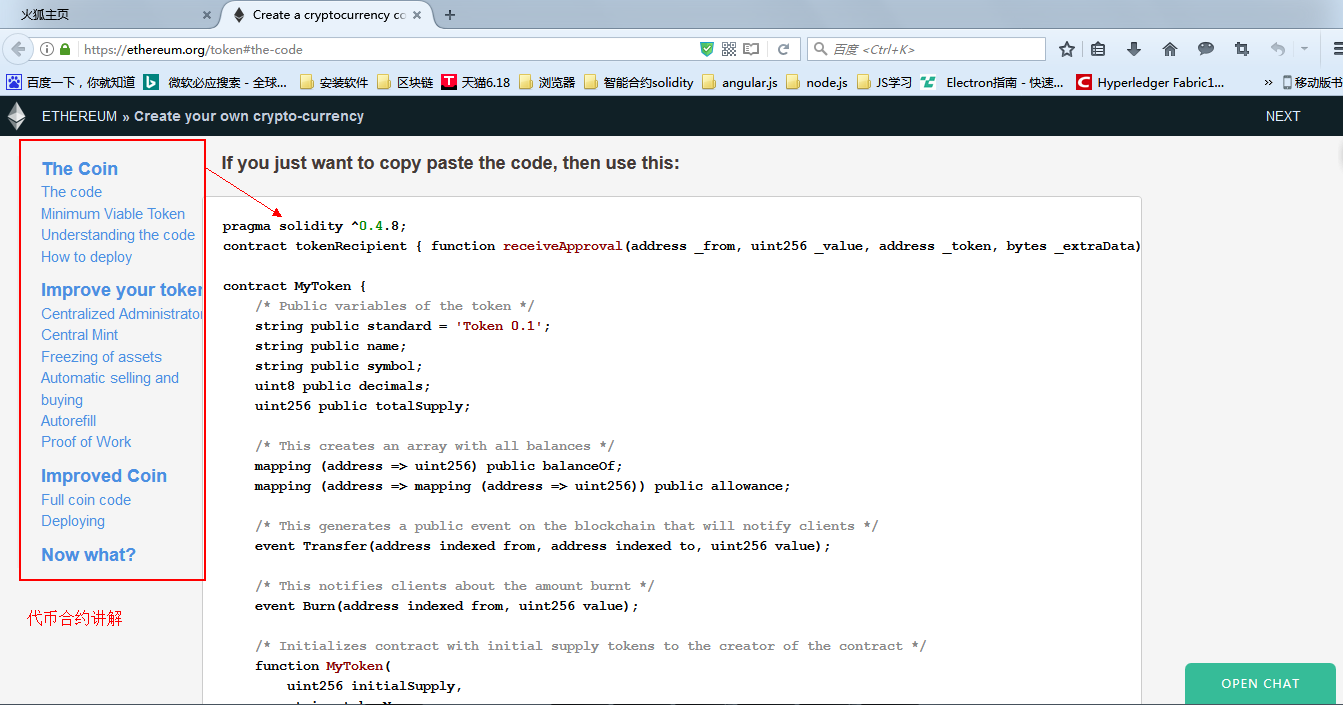 火狐主页
Create a cryptocurrency co
https://ethereum.org/token#the-code
百度 <Ctrl+K>
百度一下，你就知道 微软必应搜索 - 全球... 安装软件 区块链 天猫6.18 浏览器 智能合约solidity angular.js node.js JS学习 Electron指南 - 快速... Hyperledger Fabric1... » 移动版书
ETHEREUM » Create your own crypto-currency
NEXT
The Coin
The code
Minimum Viable Token
Understanding the code
How to deploy
Improve your token
Centralized Administrator
Central Mint
Freezing of assets
Automatic selling and
buying
Autorefill
Proof of Work
Improved Coin
Full coin code
Deploying
Now what?
代币合约讲解
If you just want to copy paste the code, then use this:
pragma solidity ^0.4.8;
contract tokenRecipient { function receiveApproval(address _from, uint256 _value, address _token, bytes _extraData)
contract MyToken {
/* Public variables of the token */
string public standard = 'Token 0.1';
string public name;
string public symbol;
uint8 public decimals;
uint256 public totalSupply;
/* This creates an array with all balances */
mapping (address => uint256) public balanceOf;
mapping (address => mapping (address => uint256)) public allowance;
/* This generates a public event on the blockchain that will notify clients */
event Transfer(address indexed from, address indexed to, uint256 value);
/* This notifies clients about the amount burnt */
event Burn(address indexed from, uint256 value);
/* Initializes contract with initial supply tokens to the creator of the contract */
function MyToken(
uint256 initialSupply,
OPEN CHAT